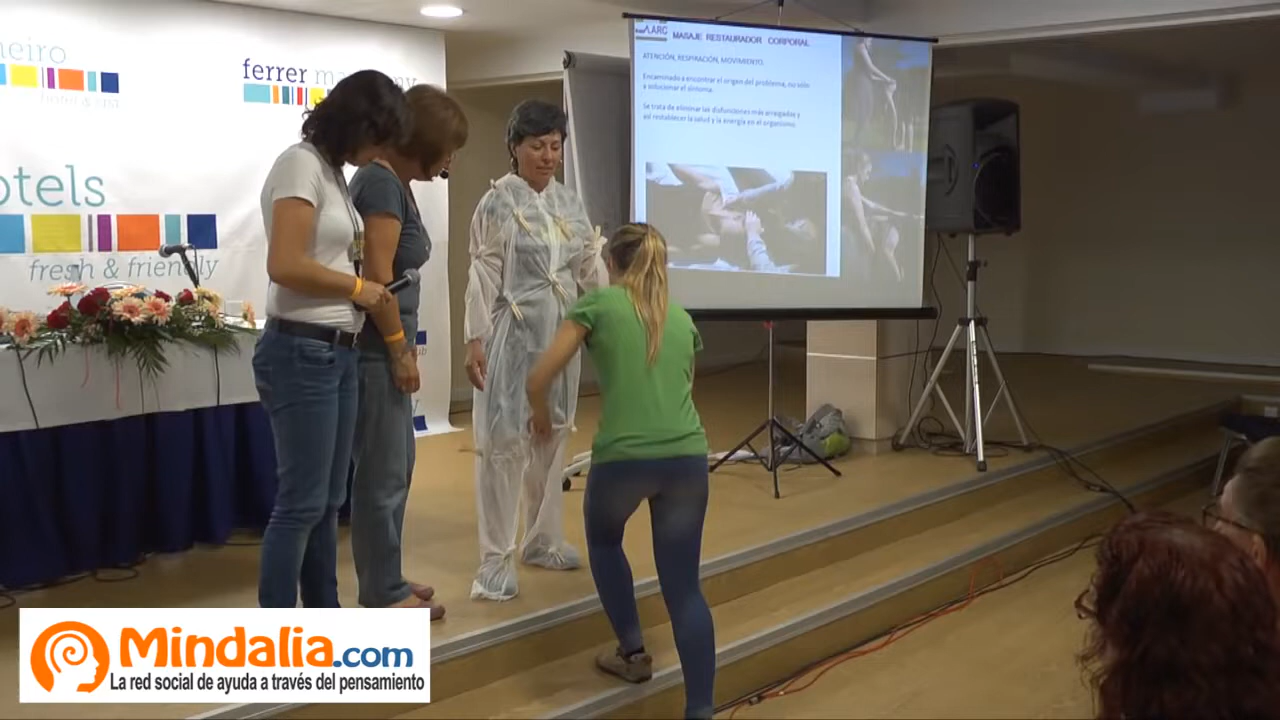 neiro
hotel & spa
ferrer
otels
fresh & friendly
ARC
MASAJE RESTAURADOR CORPORAL
ATENCIÓN, RESPIRACIÓN, MOVIMIENTO.
Encaminado a encontrar el origen del problema, no sólo
a solucionar el síntoma.
Se trata de eliminar las disfunciones más arraigadas y
así restablecer la salud y la energía en el organismo.
Mindalia.com
La red social de ayuda a través del pensamiento